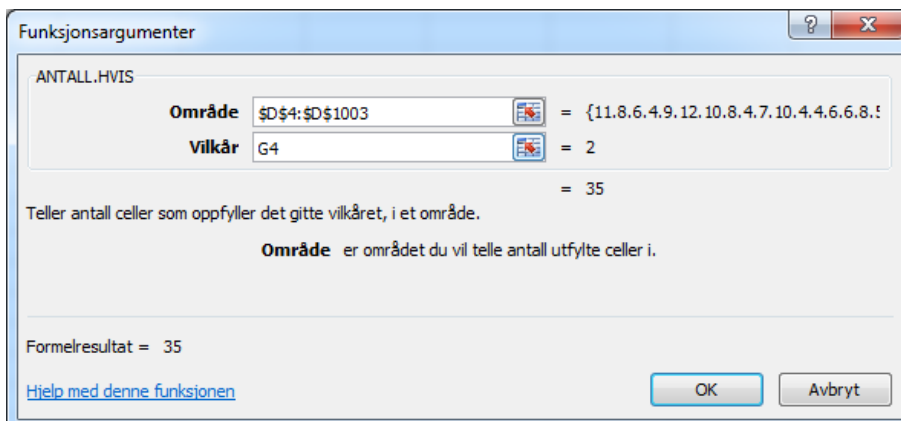 Funksjonsargumenter
ANTALL.HVIS
Område $D$4:$D$1003 = {11.8.6.4.9.12.10.8.4.7.10.4.4.6.6.8.5
Vilkår G4 = 2
= 35
Teller antall celler som oppfyller det gitte vilkåret, i et område.
Område er området du vil telle antall utfylte celler i.
Formelresultat = 35
Hjelp med denne funksjonen OK Avbryt